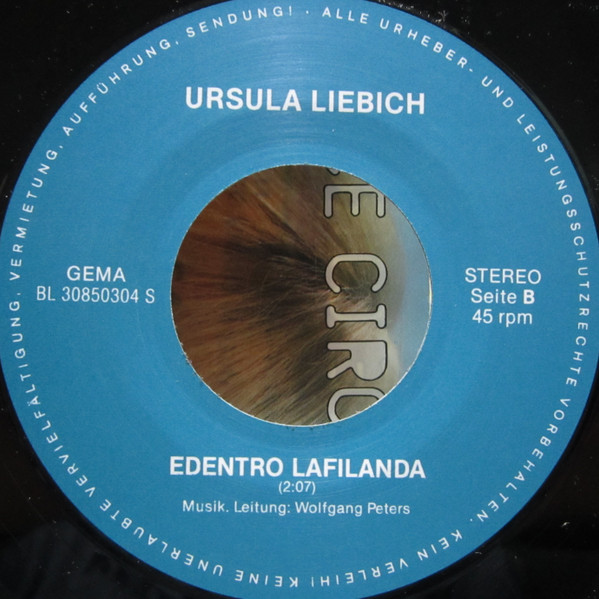 URSULA LIEBICH
GEMA
BL 30850304 S
STEREO
Seite B
45 rpm
EDENTRO LAFILANDA
(2:07)
Musik. Leitung: Wolfgang Peters
ALLE URHEBER- UND LEISTUNGSSCHUTZRECHTE VORBEHALTEN. KEIN VERLEIH! KEINE UNERLAUBTE VERVIELFÄLTIGUNG, VERMIETUNG, AUFFÜHRUNG, SENDUNG! ·
CIRC